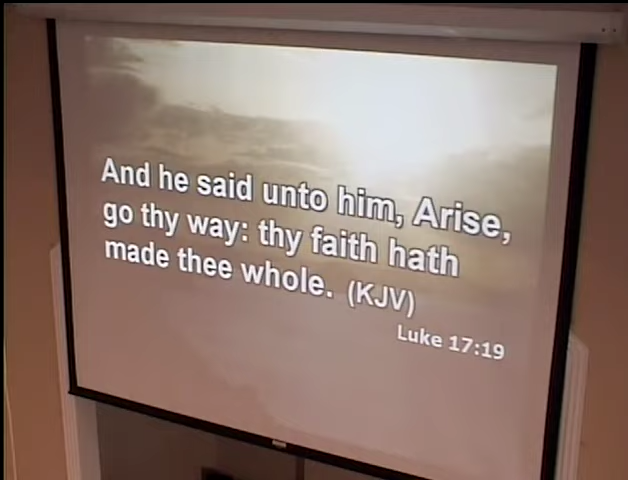 And he said unto him, Arise,
go thy way: thy faith hath
made thee whole. (KJV)
Luke 17:19